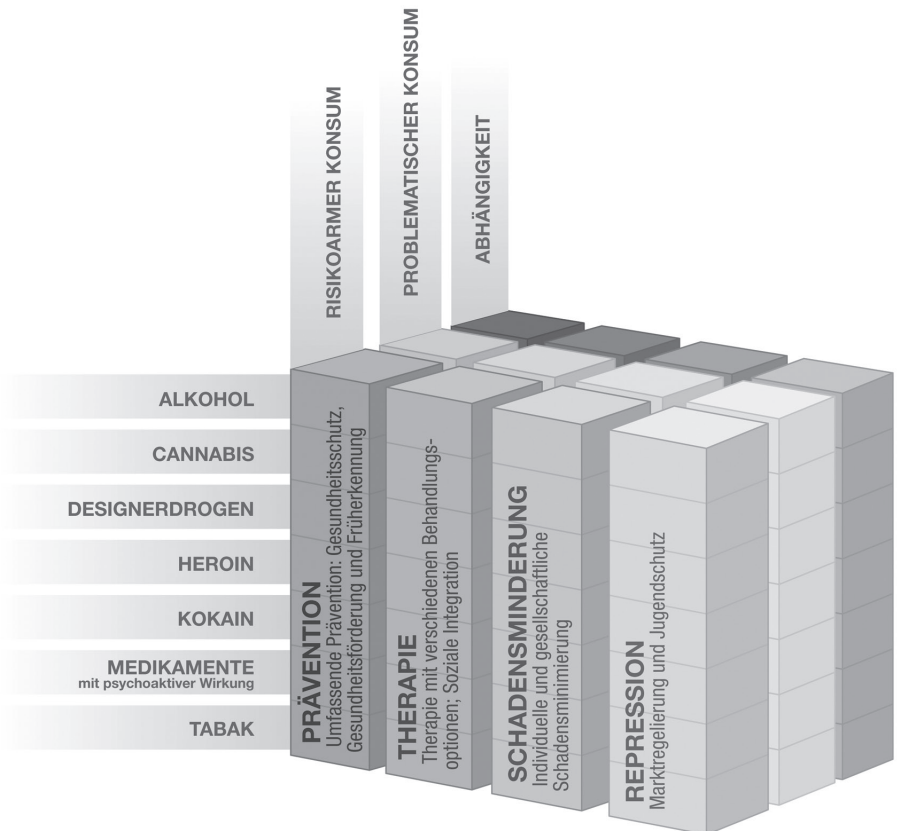 RISIKOARMER KONSUM
PROBLEMATISCHER KONSUM
ABHÄNGIGKEIT
ALKOHOL
CANNABIS
DESIGNERDROGEN
HEROIN
KOKAIN
MEDIKAMENTE
mit psychoaktiver Wirkung
TABAK
PRÄVENTION
Umfassende Prävention: Gesundheitsschutz,
Gesundheitsförderung und Früherkennung
THERAPIE
Therapie mit verschiedenen Behandlungs-
optionen; Soziale Integration
SCHADENSMINDERUNG
Individuelle und gesellschaftliche
Schadensminimierung
REPRESSION
Marktregelierung und Jugendschutz